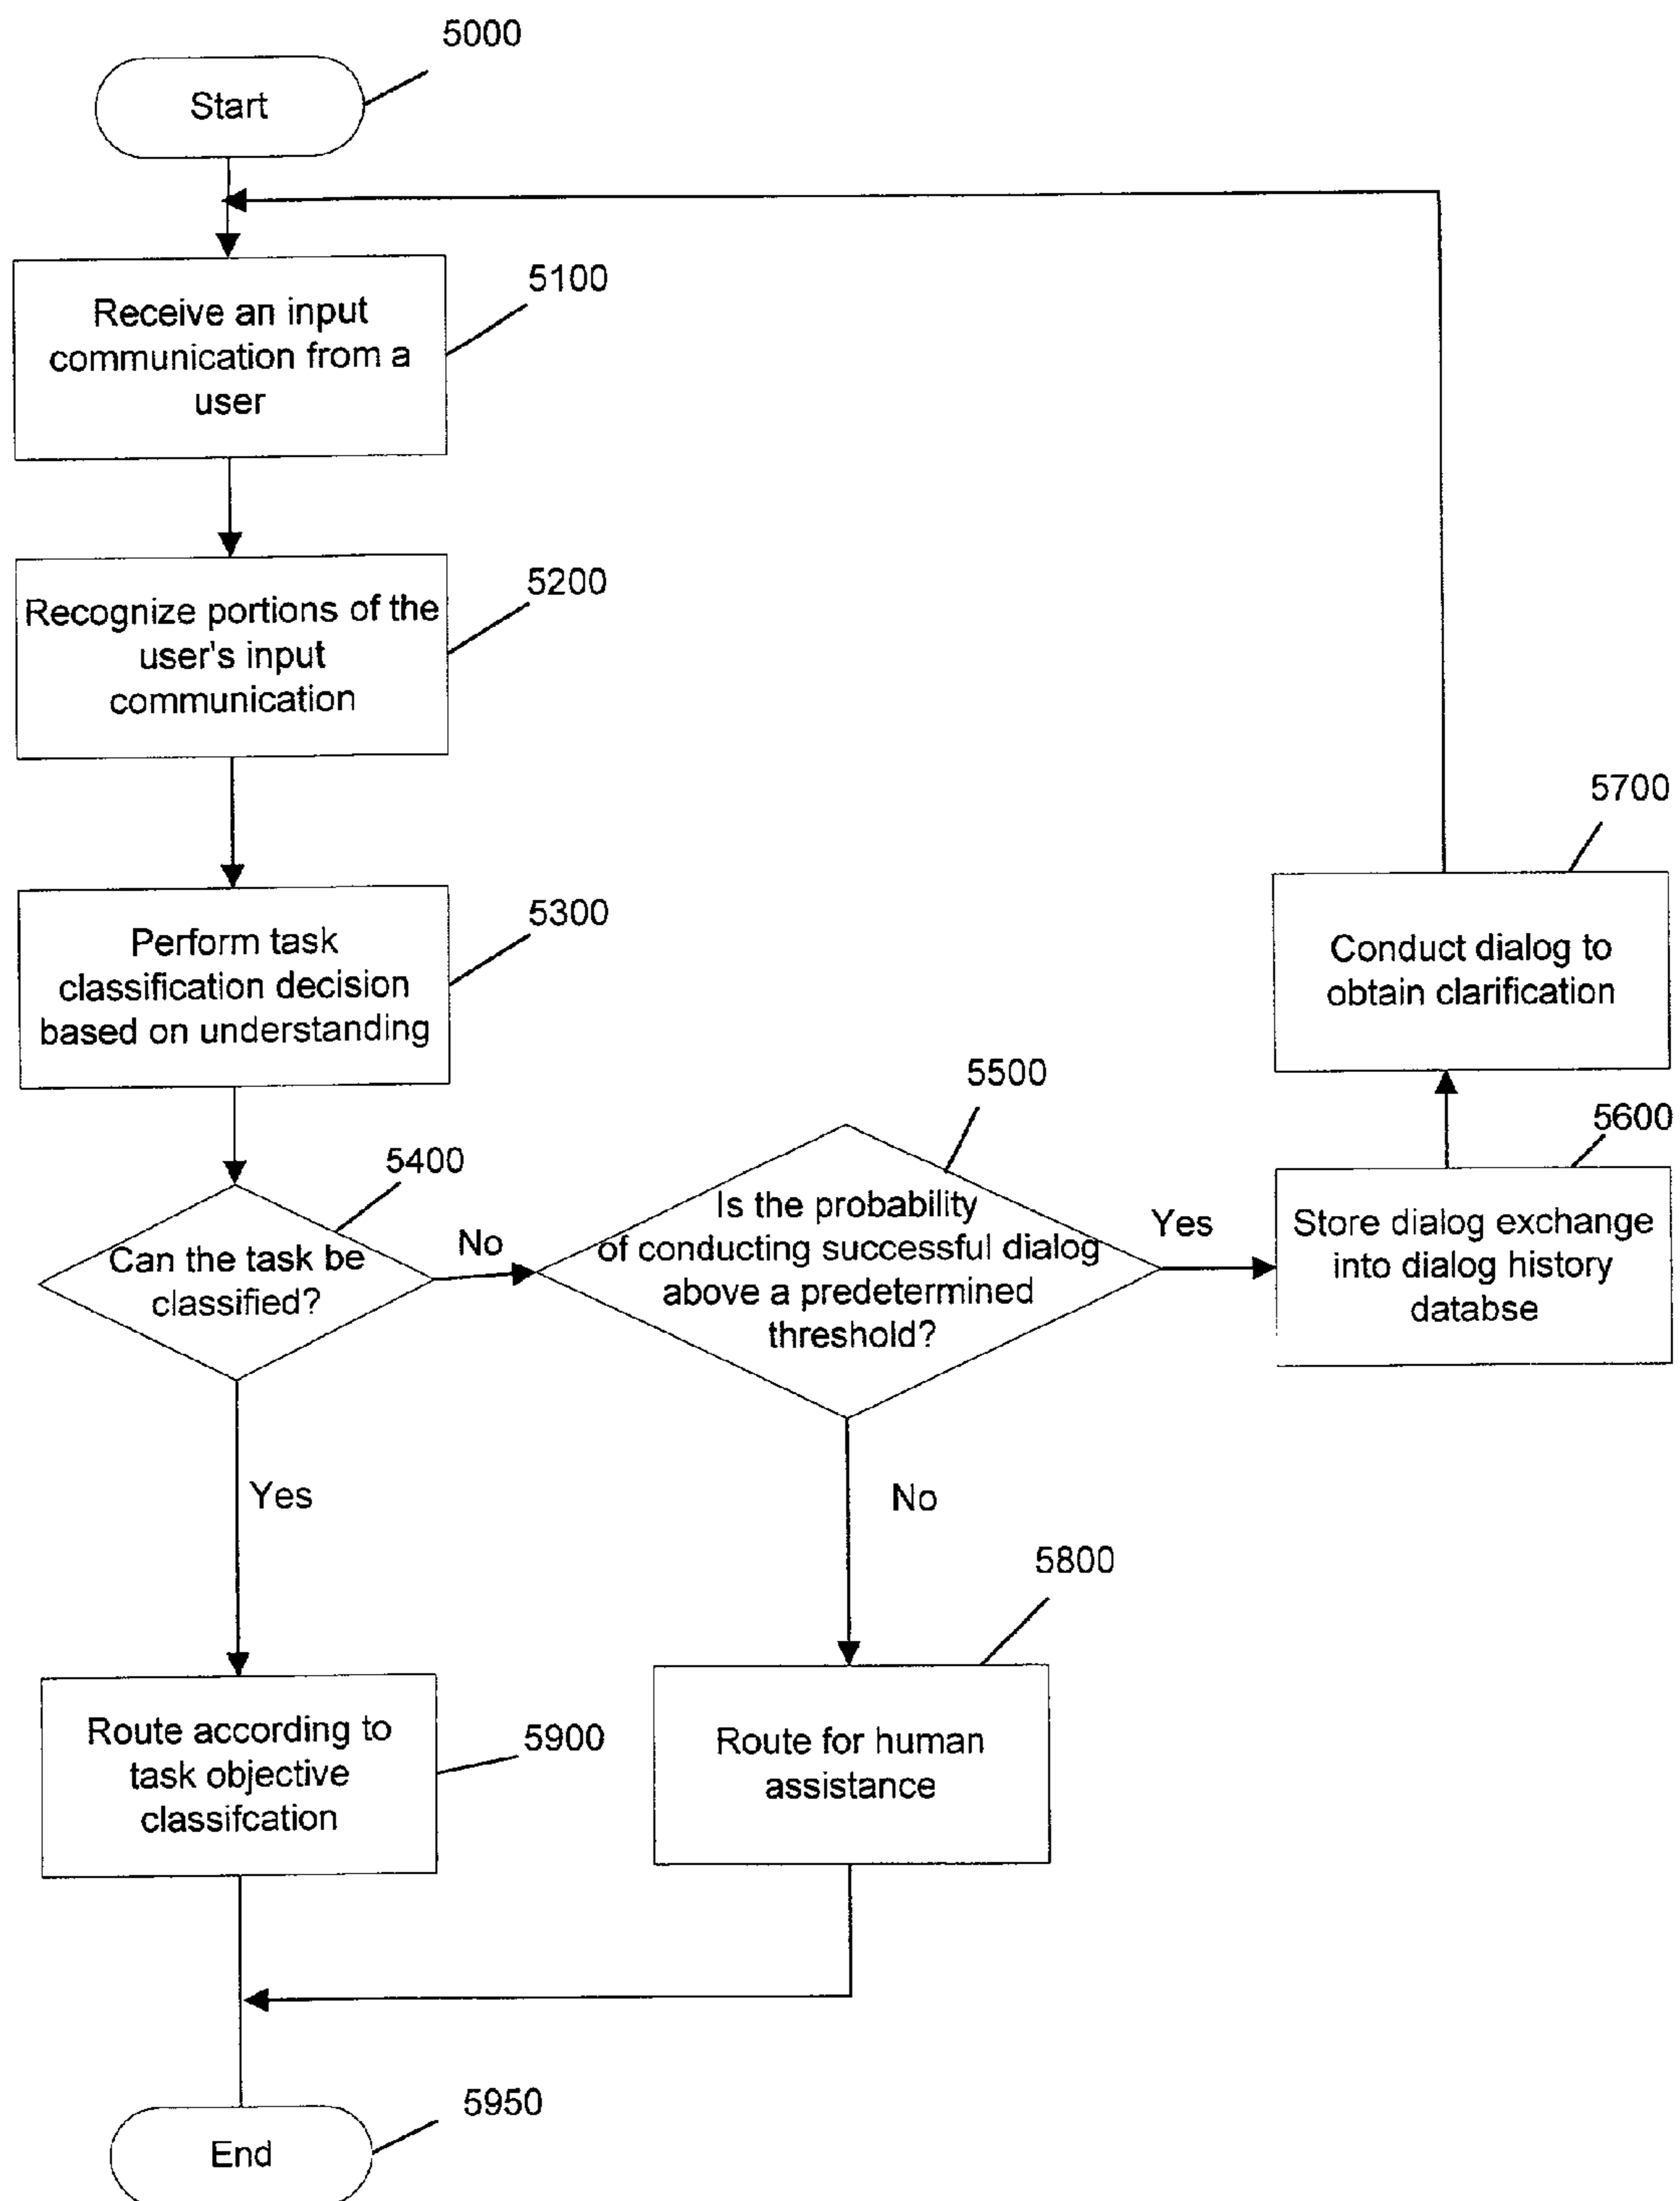 5000
Start
5100
Receive an input
communication from a
user
5200
Recognize portions of the
user's input
communication
5300
Perform task
classification decision
based on understanding
5700
Conduct dialog to
obtain clarification
5400
Can the task be
classified?
No
5500
Is the probability
of conducting successful dialog
above a predetermined
threshold?
Yes
5600
Store dialog exchange
into dialog history
databse
Yes
No
5800
Route for human
assistance
5900
Route according to
task objective
classifcation
5950
End